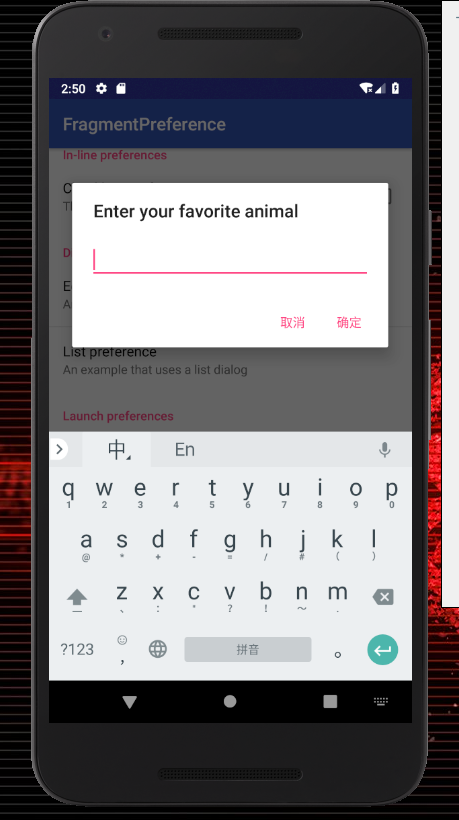 2:50
FragmentPreference
In-line preferences
Enter your favorite animal
取消 确定
List preference
An example that uses a list dialog
Launch preferences
中 En
q w e r t y u i o p
1 2 3 4 5 6 7 8 9 0
a s d f g h j k l
@ * + - = / # ( )
z x c v b n m
、 : " ? ! ～ .
?123 , 拼音 。